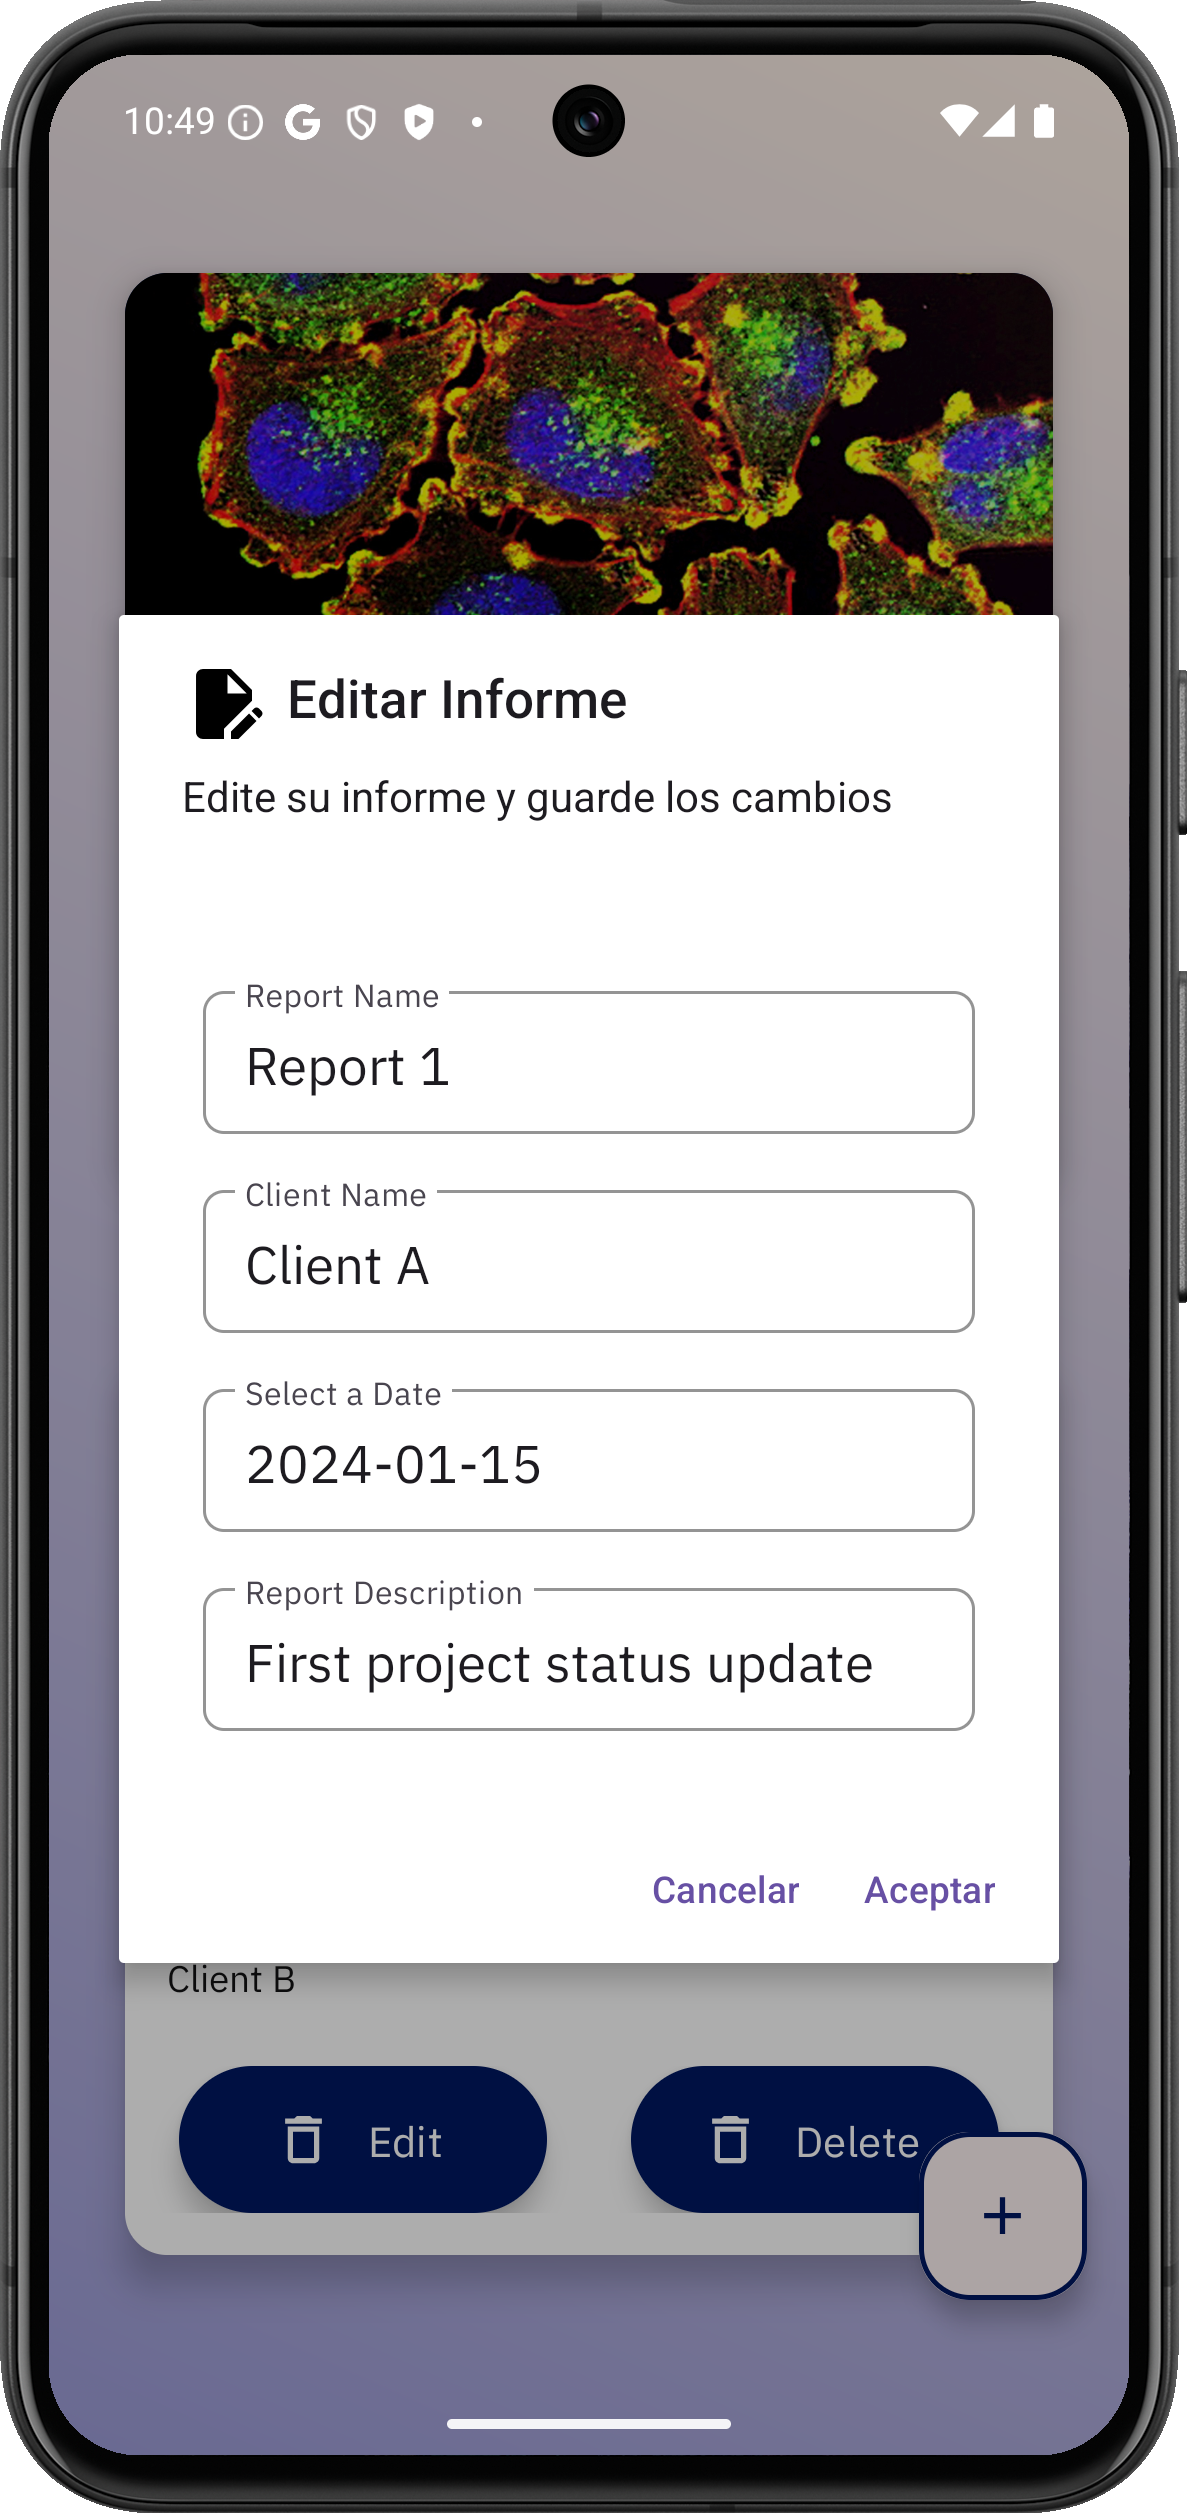 10:49
Editar Informe
Edite su informe y guarde los cambios
Report Name
Report 1
Client Name
Client A
Select a Date
2024-01-15
Report Description
First project status update
Cancelar Aceptar
Client B
Edit Delete
+